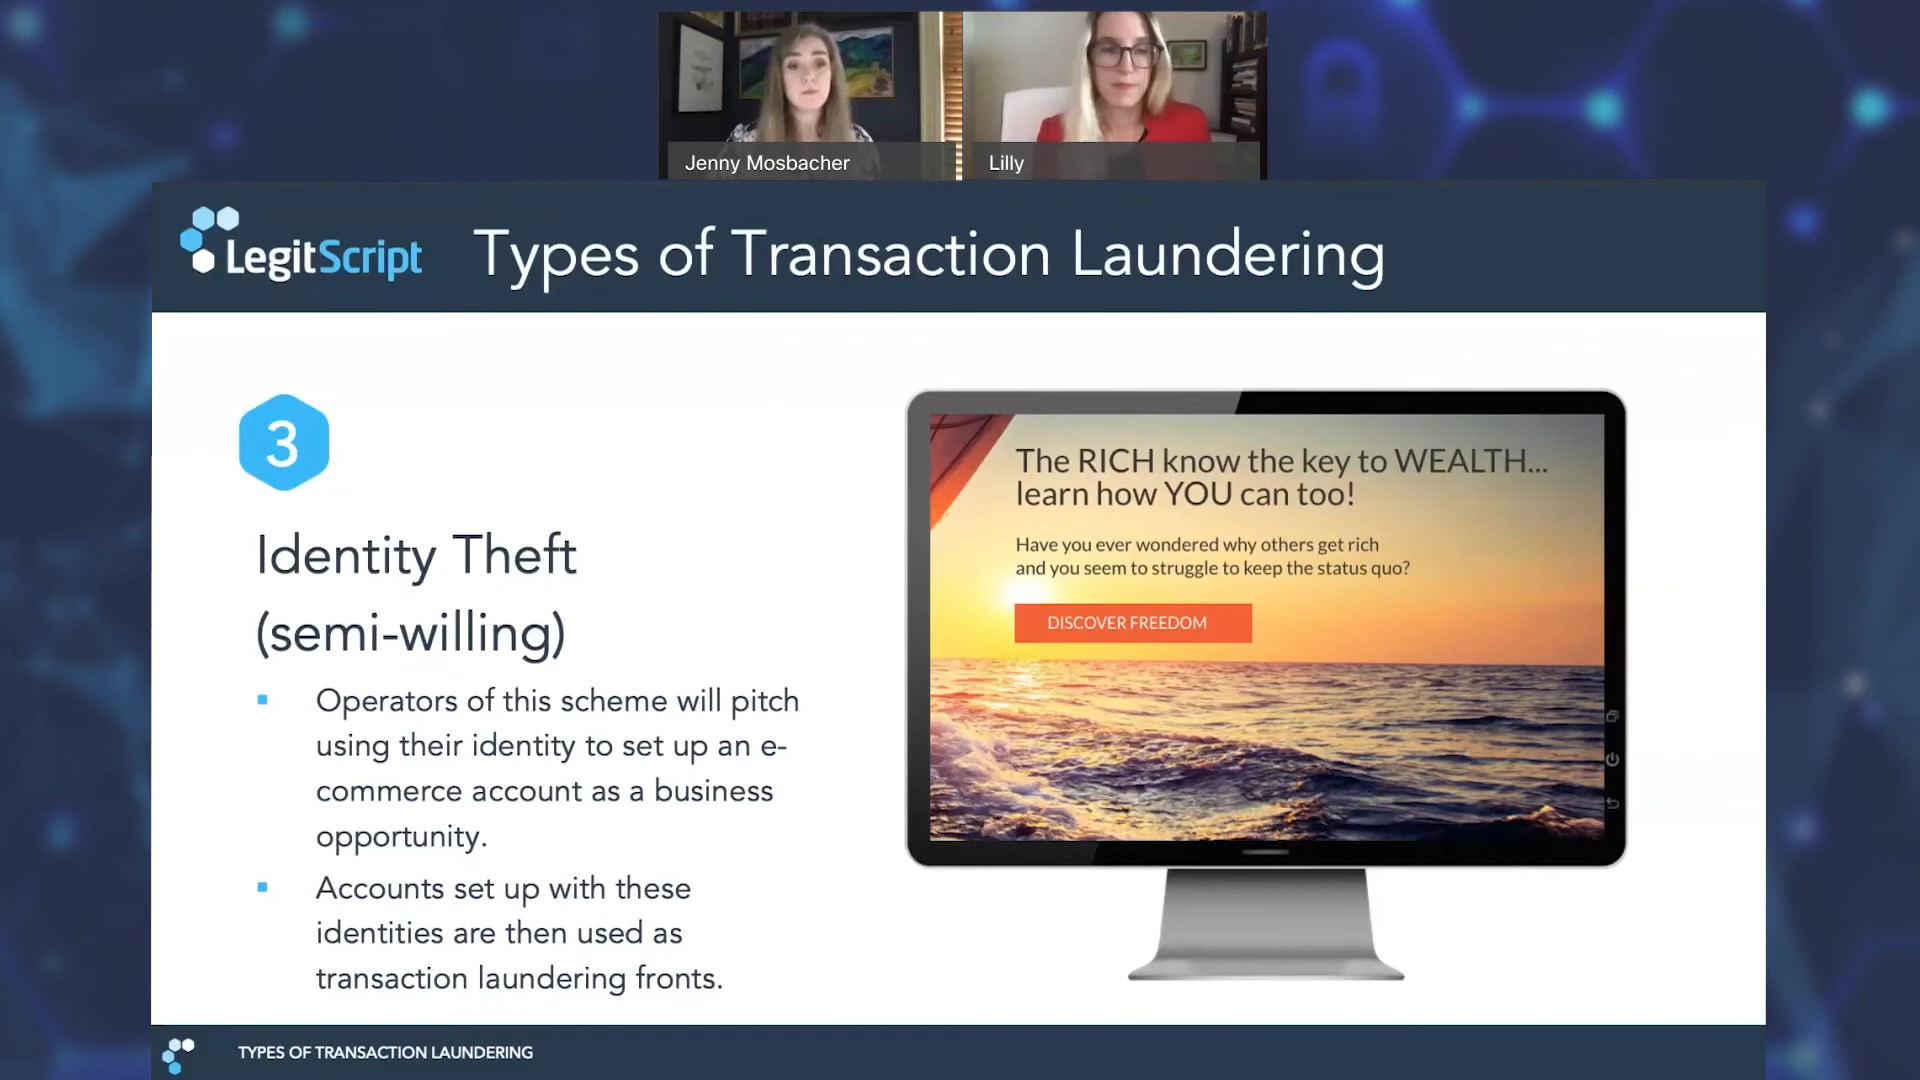 Jenny Mosbacher
Lilly
LegitScript
Types of Transaction Laundering
3
Identity Theft
(semi-willing)
▪ Operators of this scheme will pitch
using their identity to set up an e-
commerce account as a business
opportunity.
▪ Accounts set up with these
identities are then used as
transaction laundering fronts.
The RICH know the key to WEALTH...
learn how YOU can too!
Have you ever wondered why others get rich
and you seem to struggle to keep the status quo?
DISCOVER FREEDOM
TYPES OF TRANSACTION LAUNDERING